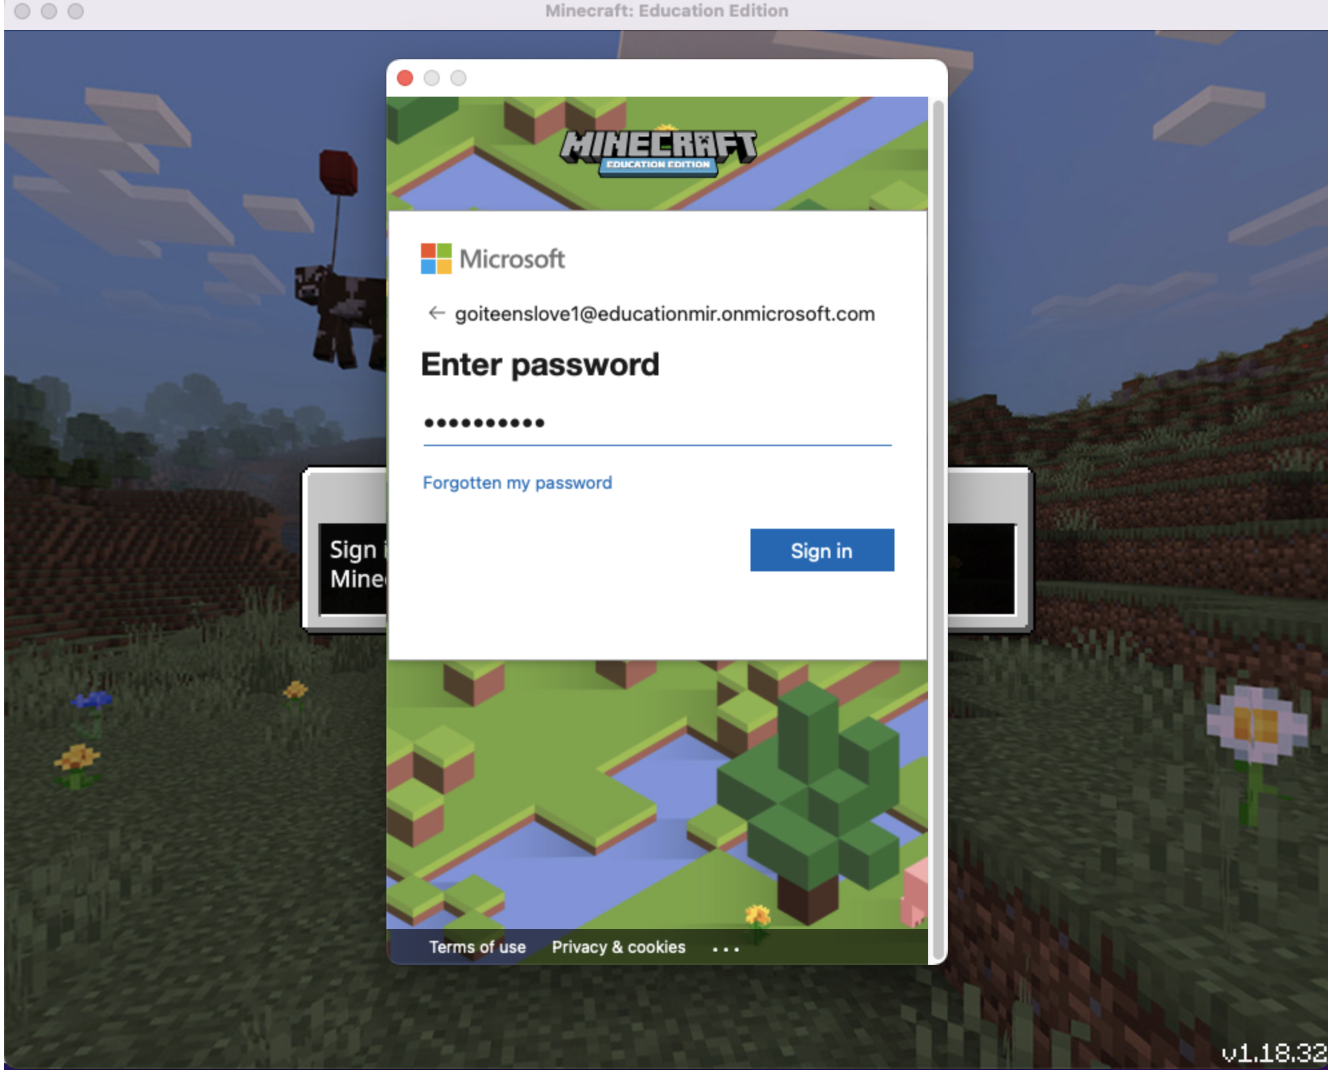 Minecraft: Education Edition
MINECRAFT
EDUCATION EDITION
Microsoft
goiteenslove1@educationmir.onmicrosoft.com
Enter password
Forgotten my password
Sign in
Sign i
Mine
Terms of use Privacy & cookies ...
v1.18.32